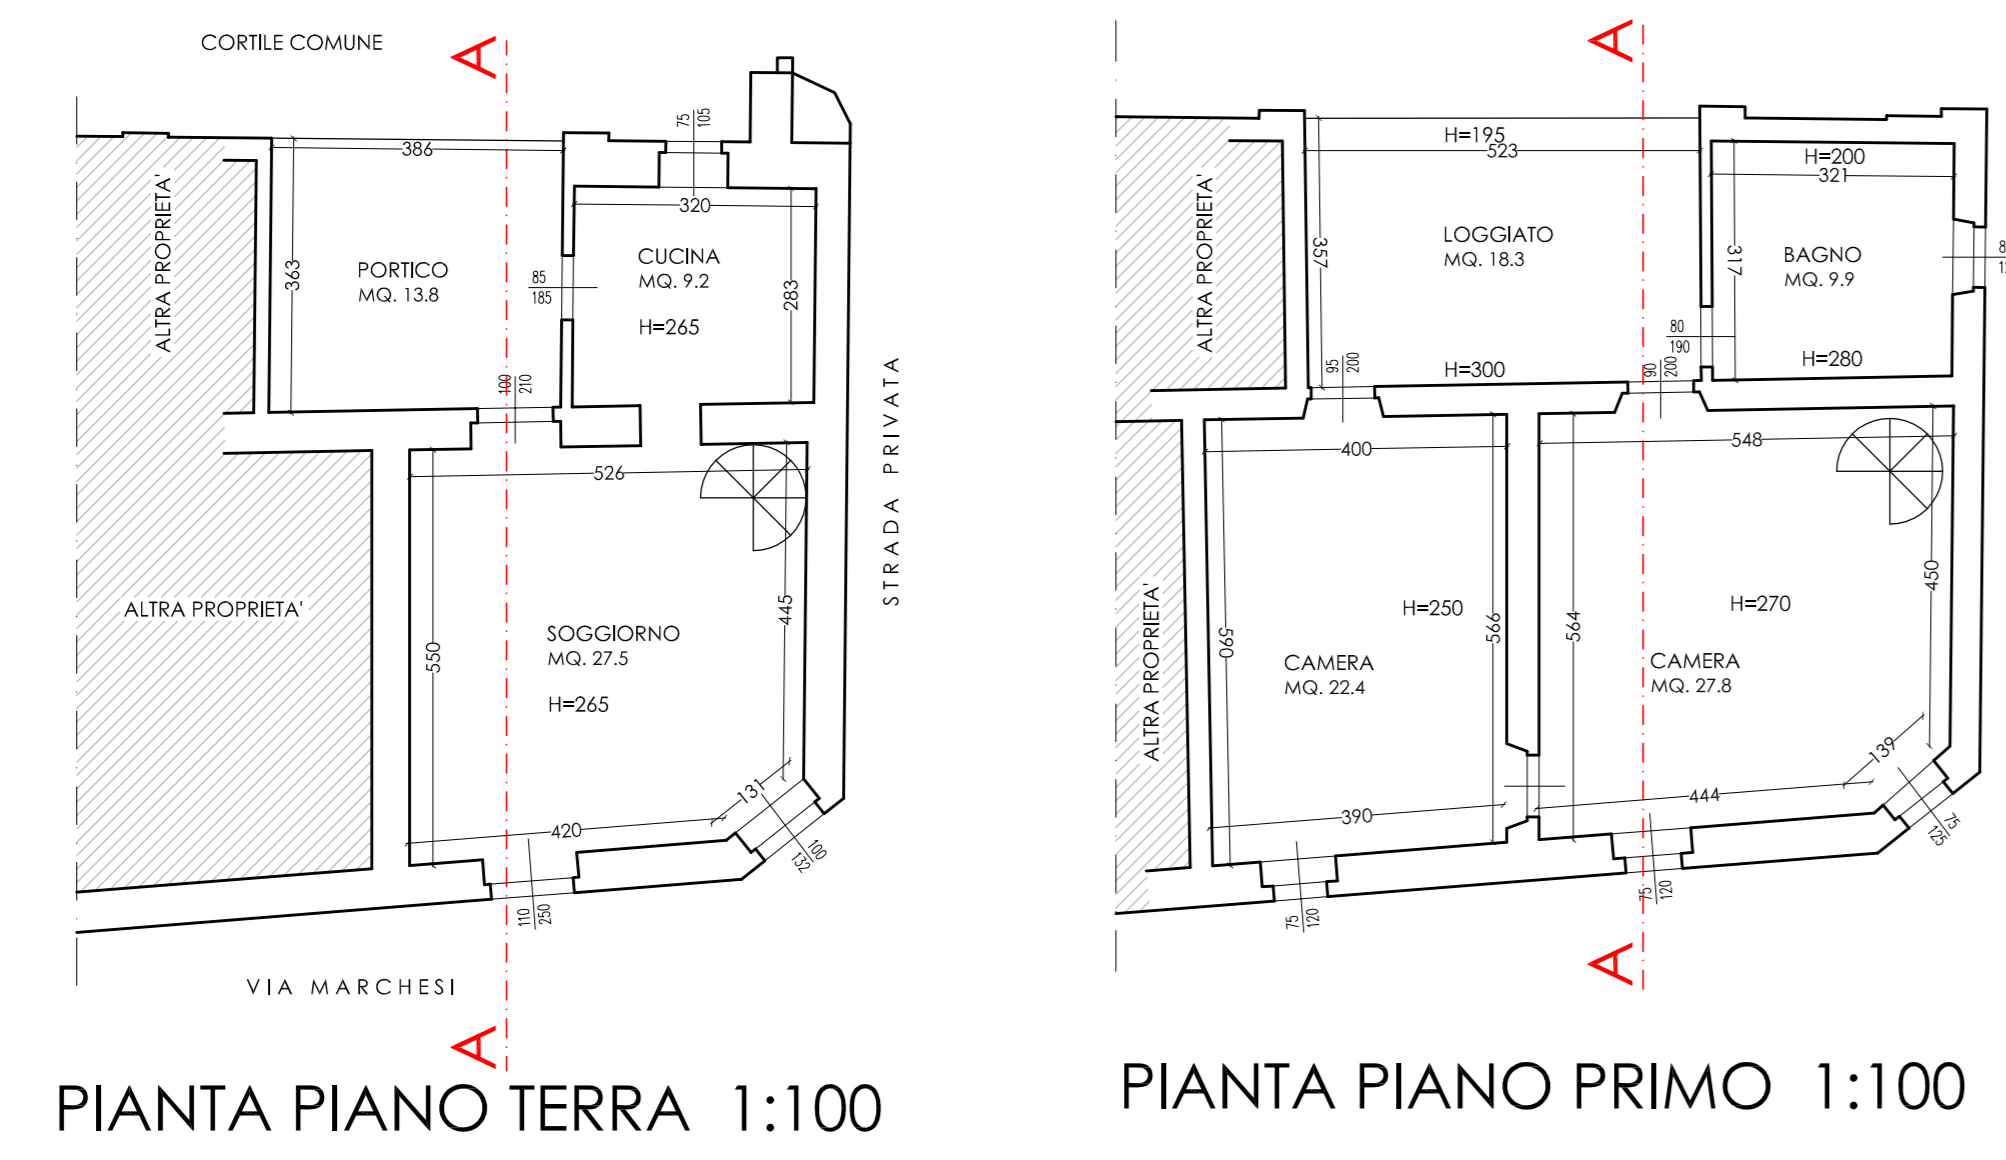 CORTILE COMUNE
A
75
105
386
ALTRA PROPRIETA'
363
PORTICO
MQ. 13.8
85
185
320
CUCINA
MQ. 9.2
H=265
283
100
210
526
STRADA PRIVATA
ALTRA PROPRIETA'
550
SOGGIORNO
MQ. 27.5
H=265
445
131
420
100
132
110
250
VIA MARCHESI
A
PIANTA PIANO TERRA 1:100
A
H=195
523
H=200
321
ALTRA PROPRIETA'
357
LOGGIATO
MQ. 18.3
317
BAGNO
MQ. 9.9
80
190
H=300
H=280
95
200
90
200
400
548
ALTRA PROPRIETA'
560
H=250
566
564
H=270
450
CAMERA
MQ. 22.4
CAMERA
MQ. 27.8
139
390
444
75
125
75
120
75
120
A
PIANTA PIANO PRIMO 1:100